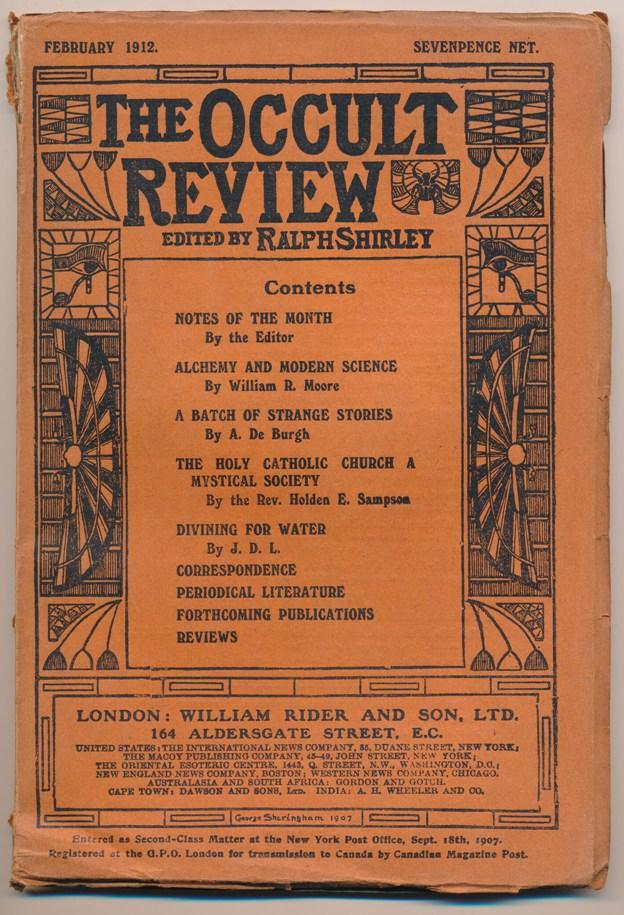 FEBRUARY 1912. SEVENPENCE NET.
THE OCCULT
REVIEW
EDITED BY RALPH SHIRLEY
Contents
NOTES OF THE MONTH
By the Editor
ALCHEMY AND MODERN SCIENCE
By William R. Moore
A BATCH OF STRANGE STORIES
By A. De Burgh
THE HOLY CATHOLIC CHURCH A
MYSTICAL SOCIETY
By the Rev. Holden E. Sampson
DIVINING FOR WATER
By J. D. L.
CORRESPONDENCE
PERIODICAL LITERATURE
FORTHCOMING PUBLICATIONS
REVIEWS
LONDON: WILLIAM RIDER AND SON, LTD.
164 ALDERSGATE STREET, E.C.
UNITED STATES: THE INTERNATIONAL NEWS COMPANY, 85, DUANE STREET, NEW YORK;
THE MACOY PUBLISHING COMPANY, 45-49, JOHN STREET, NEW YORK;
THE ORIENTAL ESOTERIC CENTRE, 1443, Q. STREET, N.W., WASHINGTON, D.C.;
NEW ENGLAND NEWS COMPANY, BOSTON; WESTERN NEWS COMPANY, CHICAGO.
AUSTRALASIA AND SOUTH AFRICA: GORDON AND GOTCH.
CAPE TOWN: DAWSON AND SONS, LTD. INDIA: A. H. WHEELER AND CO.
George Sheringham 1907
Entered as Second-Class Matter at the New York Post Office, Sept. 18th, 1907.
Registered at the G.P.O. London for transmission to Canada by Canadian Magazine Post.